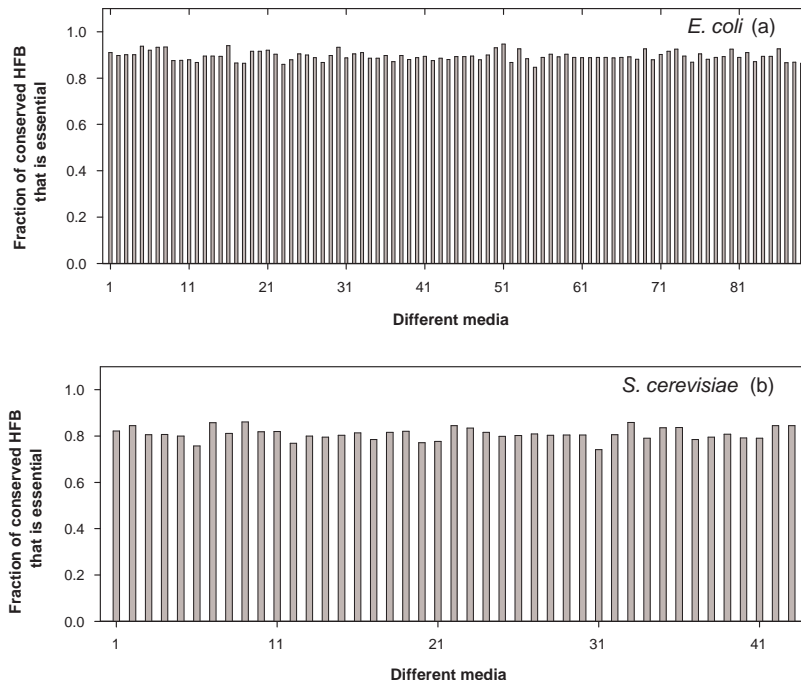 E. coli (a)
Fraction of conserved HFB
that is essential
1.0
0.8
0.6
0.4
0.2
0.0
1 11 21 31 41 51 61 71 81
Different media
S. cerevisiae (b)
Fraction of conserved HFB
that is essential
1.0
0.8
0.6
0.4
0.2
0.0
1 11 21 31 41
Different media